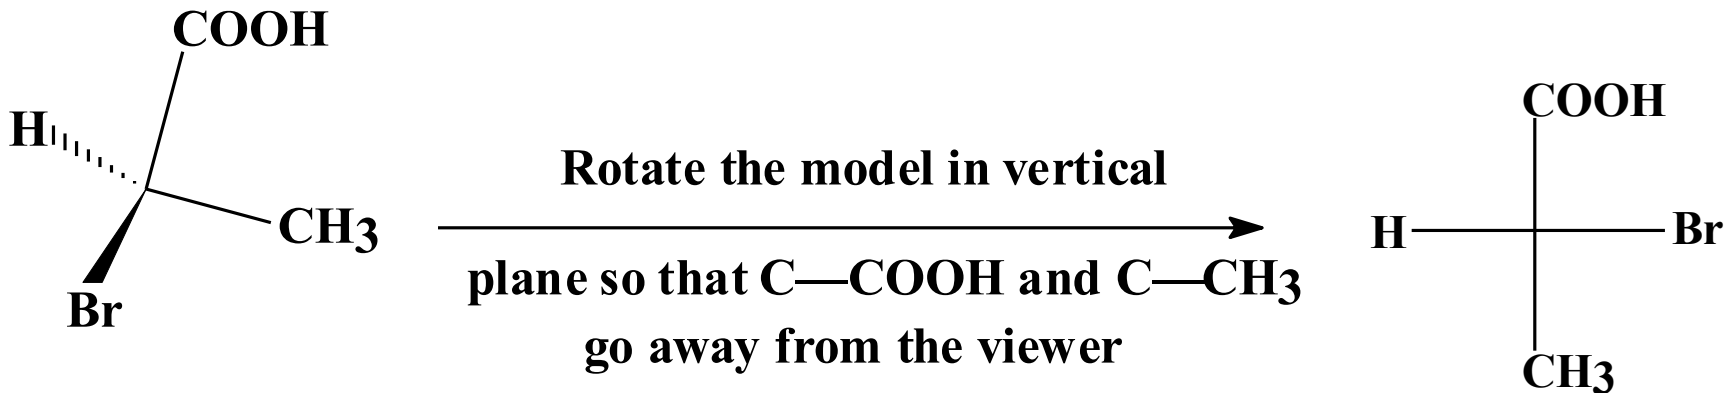 COOH
H
CH3
Br
Rotate the model in vertical
plane so that C—COOH and C—CH3
go away from the viewer
COOH
H
Br
CH3